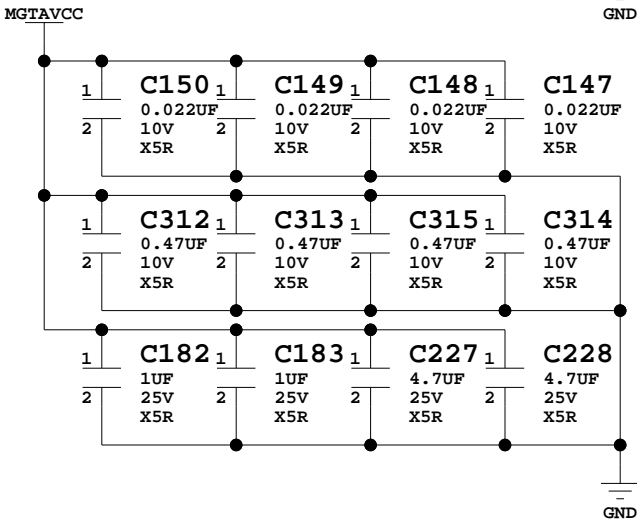 MGTAVCC
GND
1 C150 1 C149 1 C148 1 C147
0.022UF 0.022UF 0.022UF 0.022UF
2 10V 2 10V 2 10V 2 10V
X5R X5R X5R X5R
1 C312 1 C313 1 C315 1 C314
0.47UF 0.47UF 0.47UF 0.47UF
2 10V 2 10V 2 10V 2 10V
X5R X5R X5R X5R
1 C182 1 C183 1 C227 1 C228
1UF 1UF 4.7UF 4.7UF
2 25V 2 25V 2 25V 2 25V
X5R X5R X5R X5R
GND